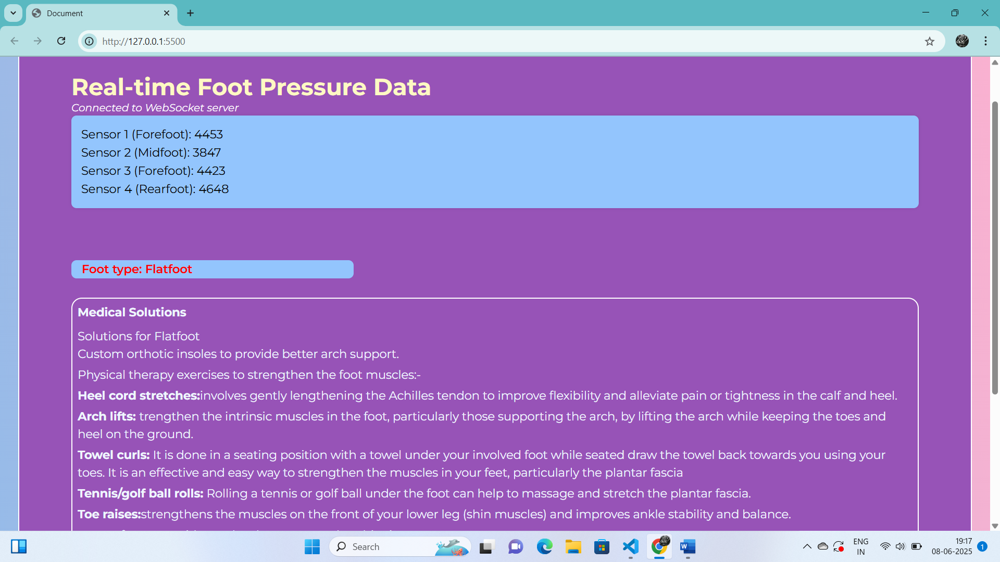 Document
http://127.0.0.1:5500
Real-time Foot Pressure Data
Connected to WebSocket server
Sensor 1 (Forefoot): 4453
Sensor 2 (Midfoot): 3847
Sensor 3 (Forefoot): 4423
Sensor 4 (Rearfoot): 4648
Foot type: Flatfoot
Medical Solutions
Solutions for Flatfoot
Custom orthotic insoles to provide better arch support.
Physical therapy exercises to strengthen the foot muscles:-
Heel cord stretches:involves gently lengthening the Achilles tendon to improve flexibility and alleviate pain or tightness in the calf and heel.
Arch lifts: trengthen the intrinsic muscles in the foot, particularly those supporting the arch, by lifting the arch while keeping the toes and
heel on the ground.
Towel curls: It is done in a seating position with a towel under your involved foot while seated draw the towel back towards you using your
toes. It is an effective and easy way to strengthen the muscles in your feet, particularly the plantar fascia
Tennis/golf ball rolls: Rolling a tennis or golf ball under the foot can help to massage and stretch the plantar fascia.
Toe raises:strengthens the muscles on the front of your lower leg (shin muscles) and improves ankle stability and balance.
Search
ENG
IN
19:17
08-06-2025
1